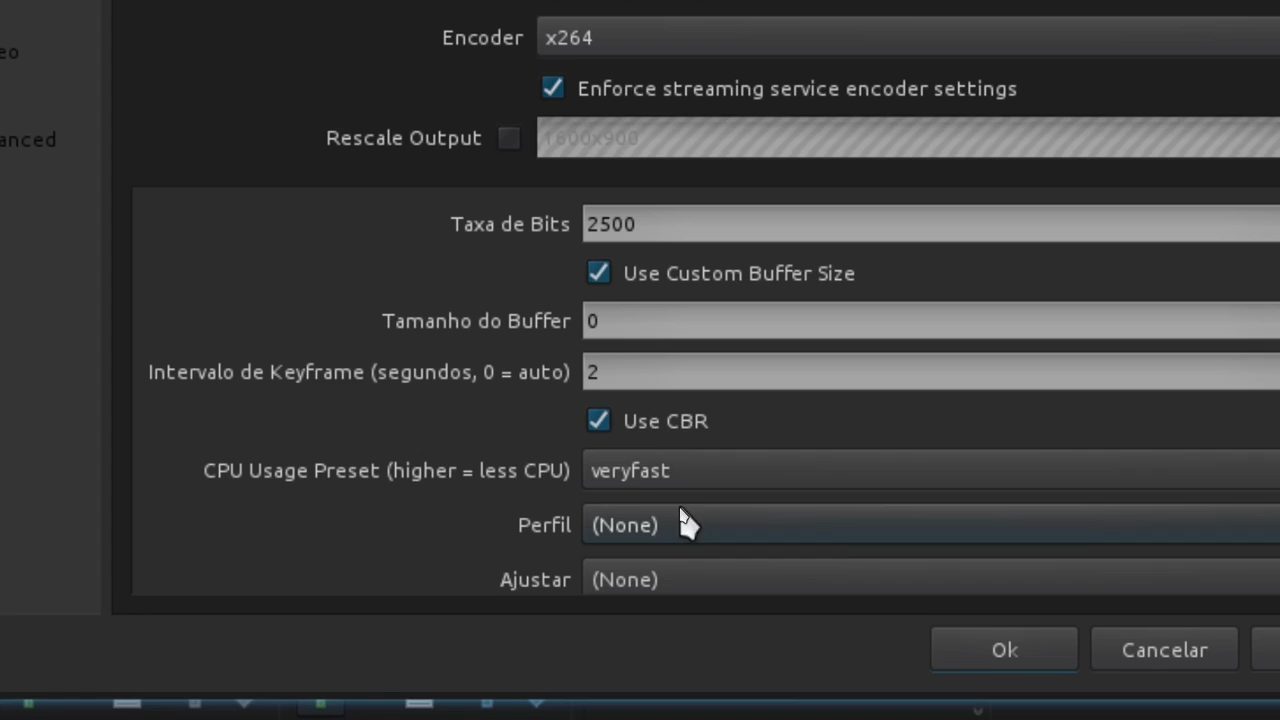 Encoder x264
eo
Enforce streaming service encoder settings
anced
Rescale Output 1600x900
Taxa de Bits 2500
Use Custom Buffer Size
Tamanho do Buffer 0
Intervalo de Keyframe (segundos, 0 = auto) 2
Use CBR
CPU Usage Preset (higher = less CPU) veryfast
Perfil (None)
Ajustar (None)
Ok Cancelar